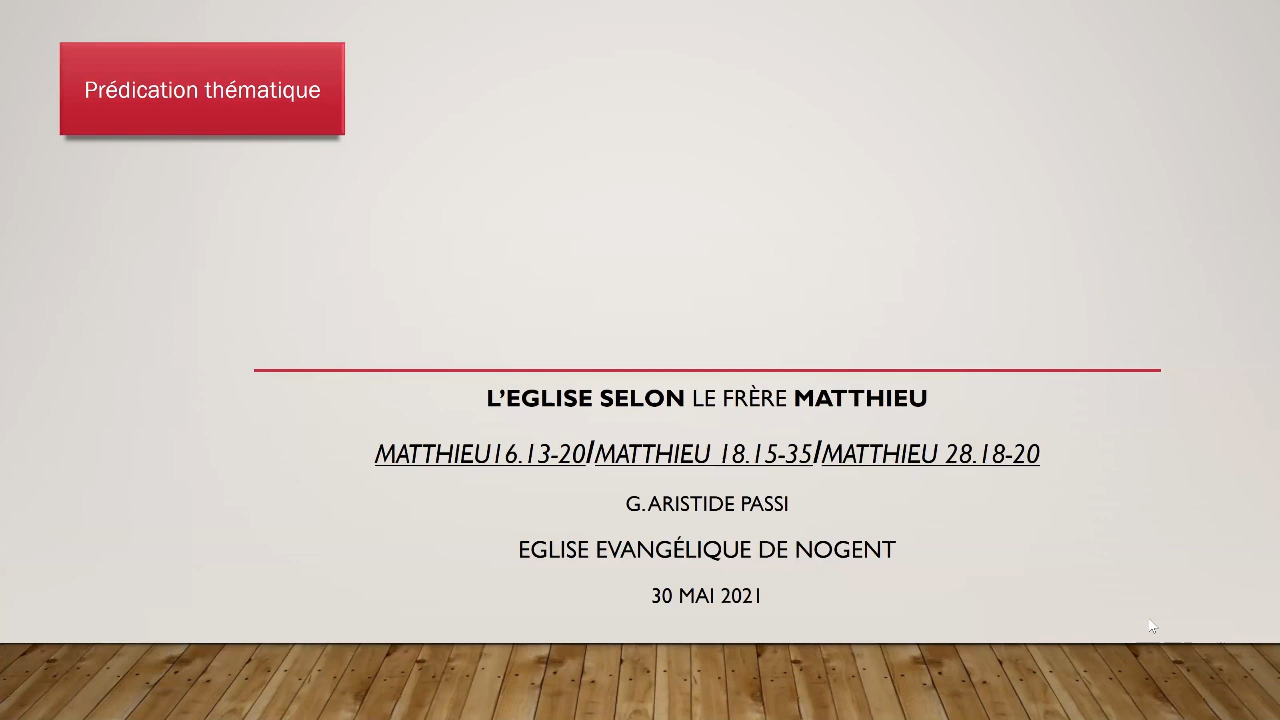 Prédication thématique
L’EGLISE SELON LE FRÈRE MATTHIEU
MATTHIEU16.13-20/MATTHIEU 18.15-35/MATTHIEU 28.18-20
G. ARISTIDE PASSI
EGLISE EVANGÉLIQUE DE NOGENT
30 MAI 2021